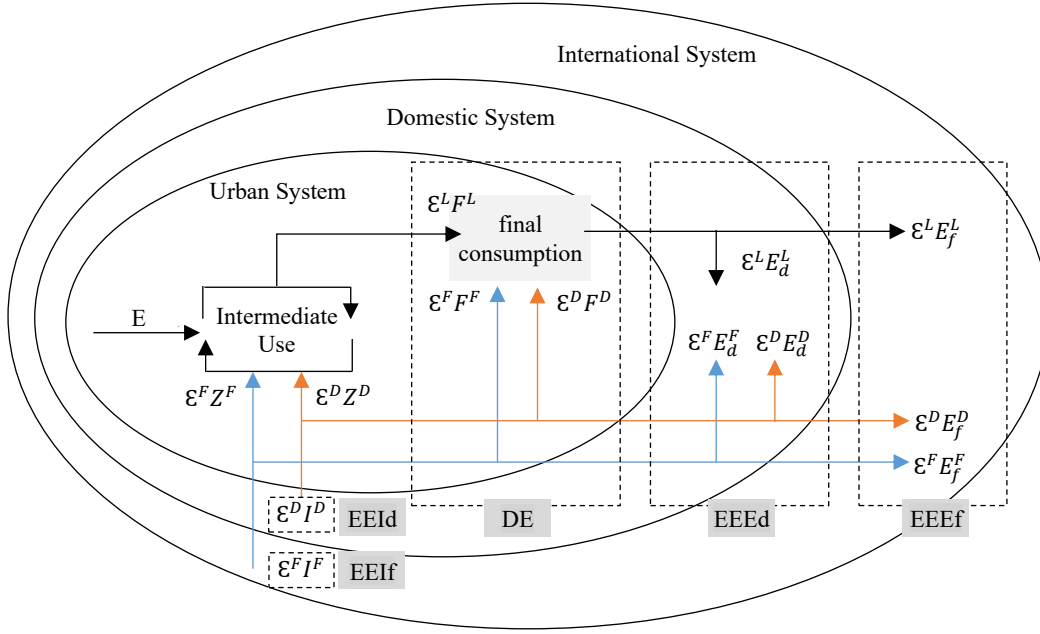 International System
Domestic System
Urban System
ℇ^L F^L
final
consumption
ℇ^L E_f^L
ℇ^L E_d^L
E
Intermediate
Use
ℇ^F F^F
ℇ^D F^D
ℇ^F E_d^F
ℇ^D E_d^D
ℇ^F Z^F
ℇ^D Z^D
ℇ^D E_f^D
ℇ^F E_f^F
ℇ^D I^D
EEId
DE
EEEd
EEEf
ℇ^F I^F
EEIf